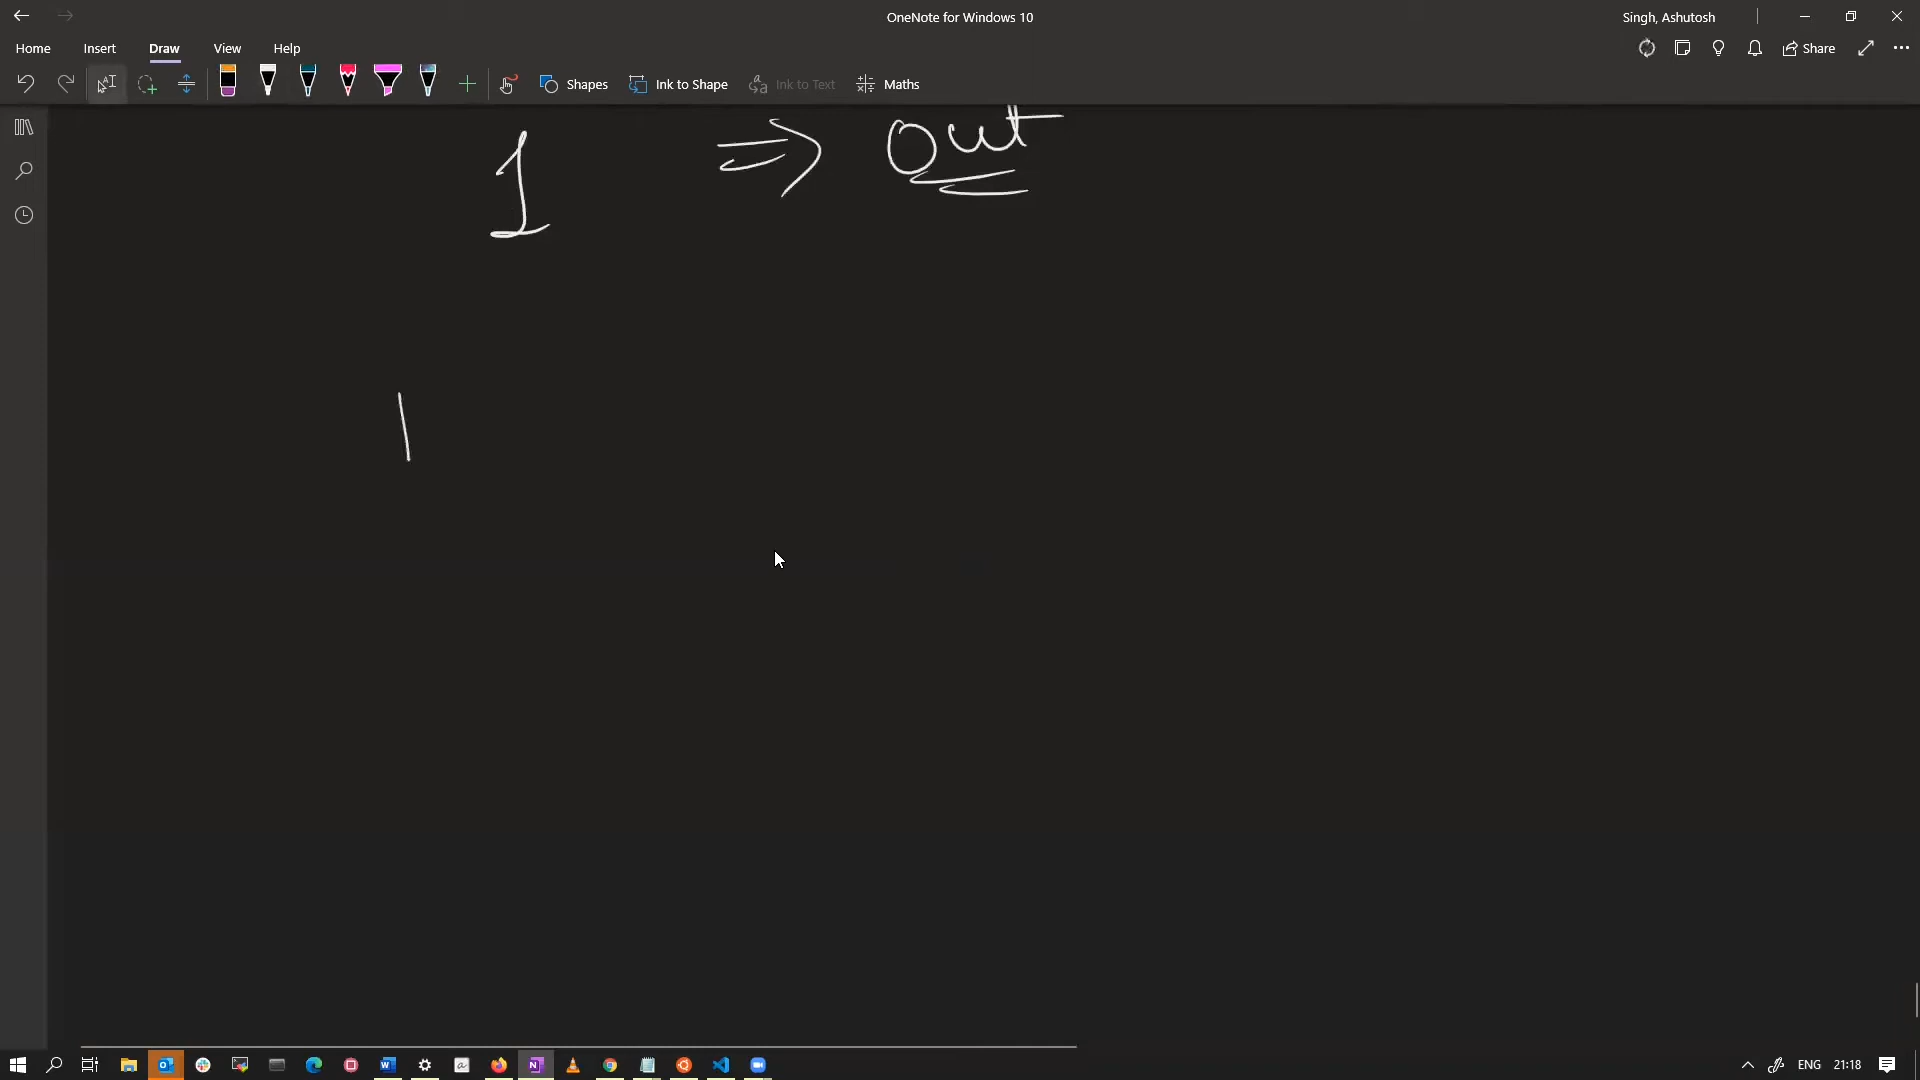 OneNote for Windows 10
Singh, Ashutosh
Home Insert Draw View Help
Share
Shapes
Ink to Shape
Ink to Text
Maths
1 ⇒ Out
|
ENG 21:18